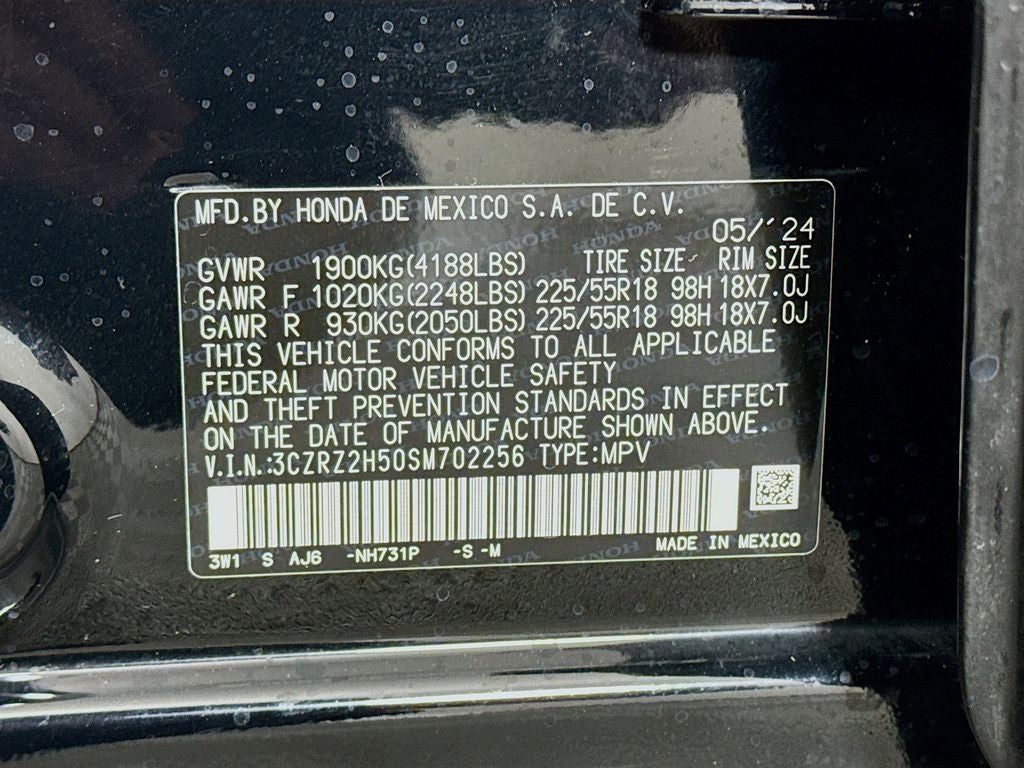 MFD.BY HONDA DE MEXICO S.A. DE C.V.
05/'24
GVWR 1900KG(4188LBS) TIRE SIZE RIM SIZE
GAWR F 1020KG(2248LBS) 225/55R18 98H 18X7.0J
GAWR R 930KG(2050LBS) 225/55R18 98H 18X7.0J
THIS VEHICLE CONFORMS TO ALL APPLICABLE
FEDERAL MOTOR VEHICLE SAFETY
AND THEFT PREVENTION STANDARDS IN EFFECT
ON THE DATE OF MANUFACTURE SHOWN ABOVE.
V.I.N.:3CZRZ2H50SM702256 TYPE:MPV
3W1 S AJ6 -NH731P -S -M MADE IN MEXICO